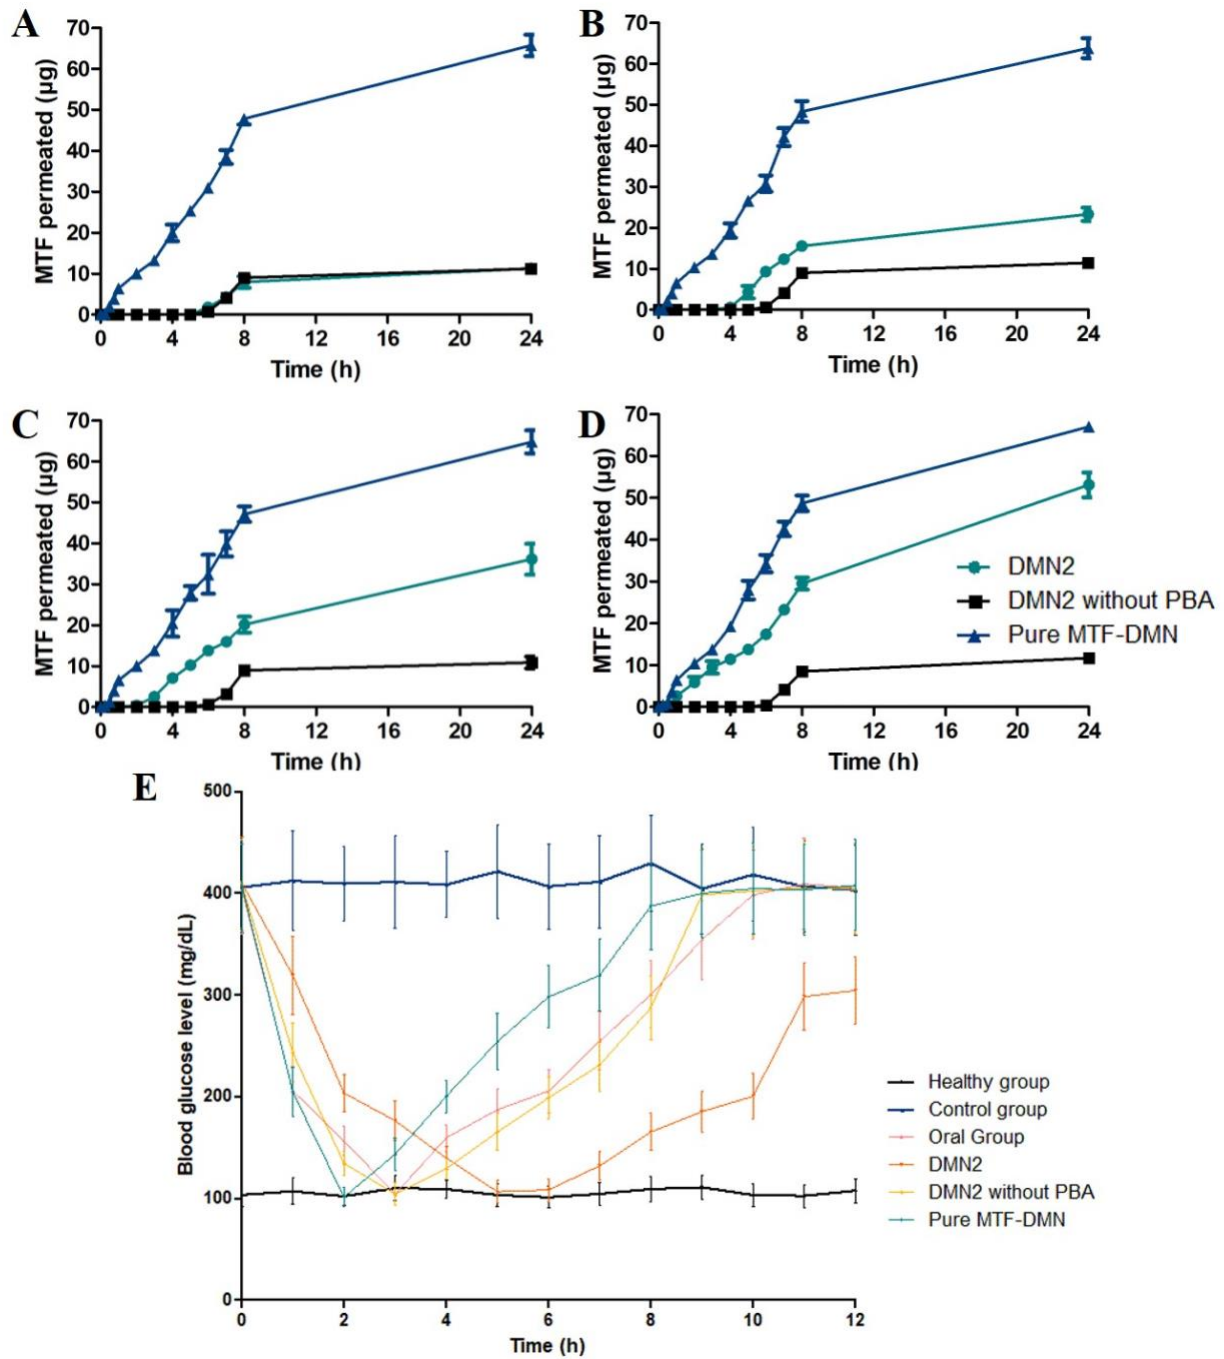 A
MTF permeated (µg)
70
60
50
40
30
20
10
0
0 4 8 12 16 20 24
Time (h)
B
MTF permeated (µg)
70
60
50
40
30
20
10
0
0 4 8 12 16 20 24
Time (h)
C
MTF permeated (µg)
70
60
50
40
30
20
10
0
0 4 8 12 16 20 24
Time (h)
D
MTF permeated (µg)
70
60
50
40
30
20
10
0
0 4 8 12 16 20 24
Time (h)
DMN2
DMN2 without PBA
Pure MTF-DMN
E
Blood glucose level (mg/dL)
500
400
300
200
100
0
0 2 4 6 8 10 12
Time (h)
Healthy group
Control group
Oral Group
DMN2
DMN2 without PBA
Pure MTF-DMN